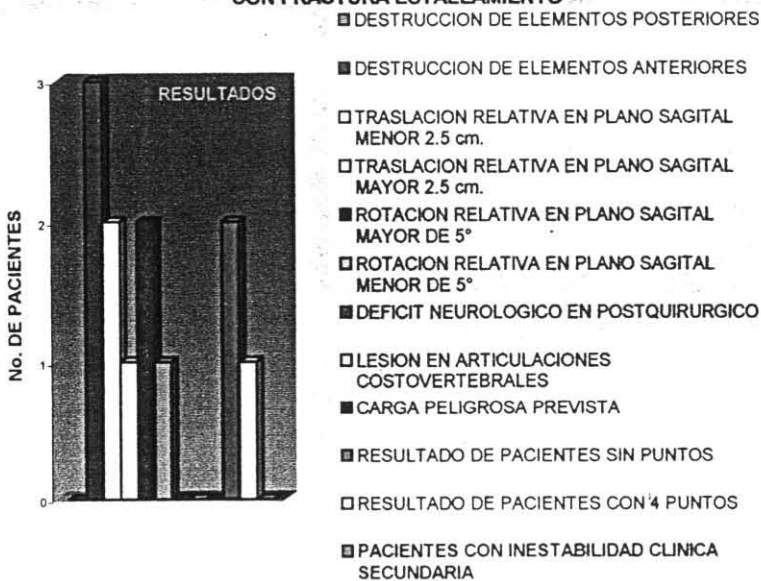 CON FRACTURA ESTALLAMIENTO
DESTRUCCION DE ELEMENTOS POSTERIORES
DESTRUCCION DE ELEMENTOS ANTERIORES
TRASLACION RELATIVA EN PLANO SAGITAL
MENOR 2.5 cm.
TRASLACION RELATIVA EN PLANO SAGITAL
MAYOR 2.5 cm.
ROTACION RELATIVA EN PLANO SAGITAL
MAYOR DE 5°
ROTACION RELATIVA EN PLANO SAGITAL
MENOR DE 5°
DEFICIT NEUROLOGICO EN POSTQUIRURGICO
LESION EN ARTICULACIONES
COSTOVERTEBRALES
CARGA PELIGROSA PREVISTA
RESULTADO DE PACIENTES SIN PUNTOS
RESULTADO DE PACIENTES CON 4 PUNTOS
PACIENTES CON INESTABILIDAD CLINICA
SECUNDARIA
RESULTADOS
No. DE PACIENTES
3
2
1
0